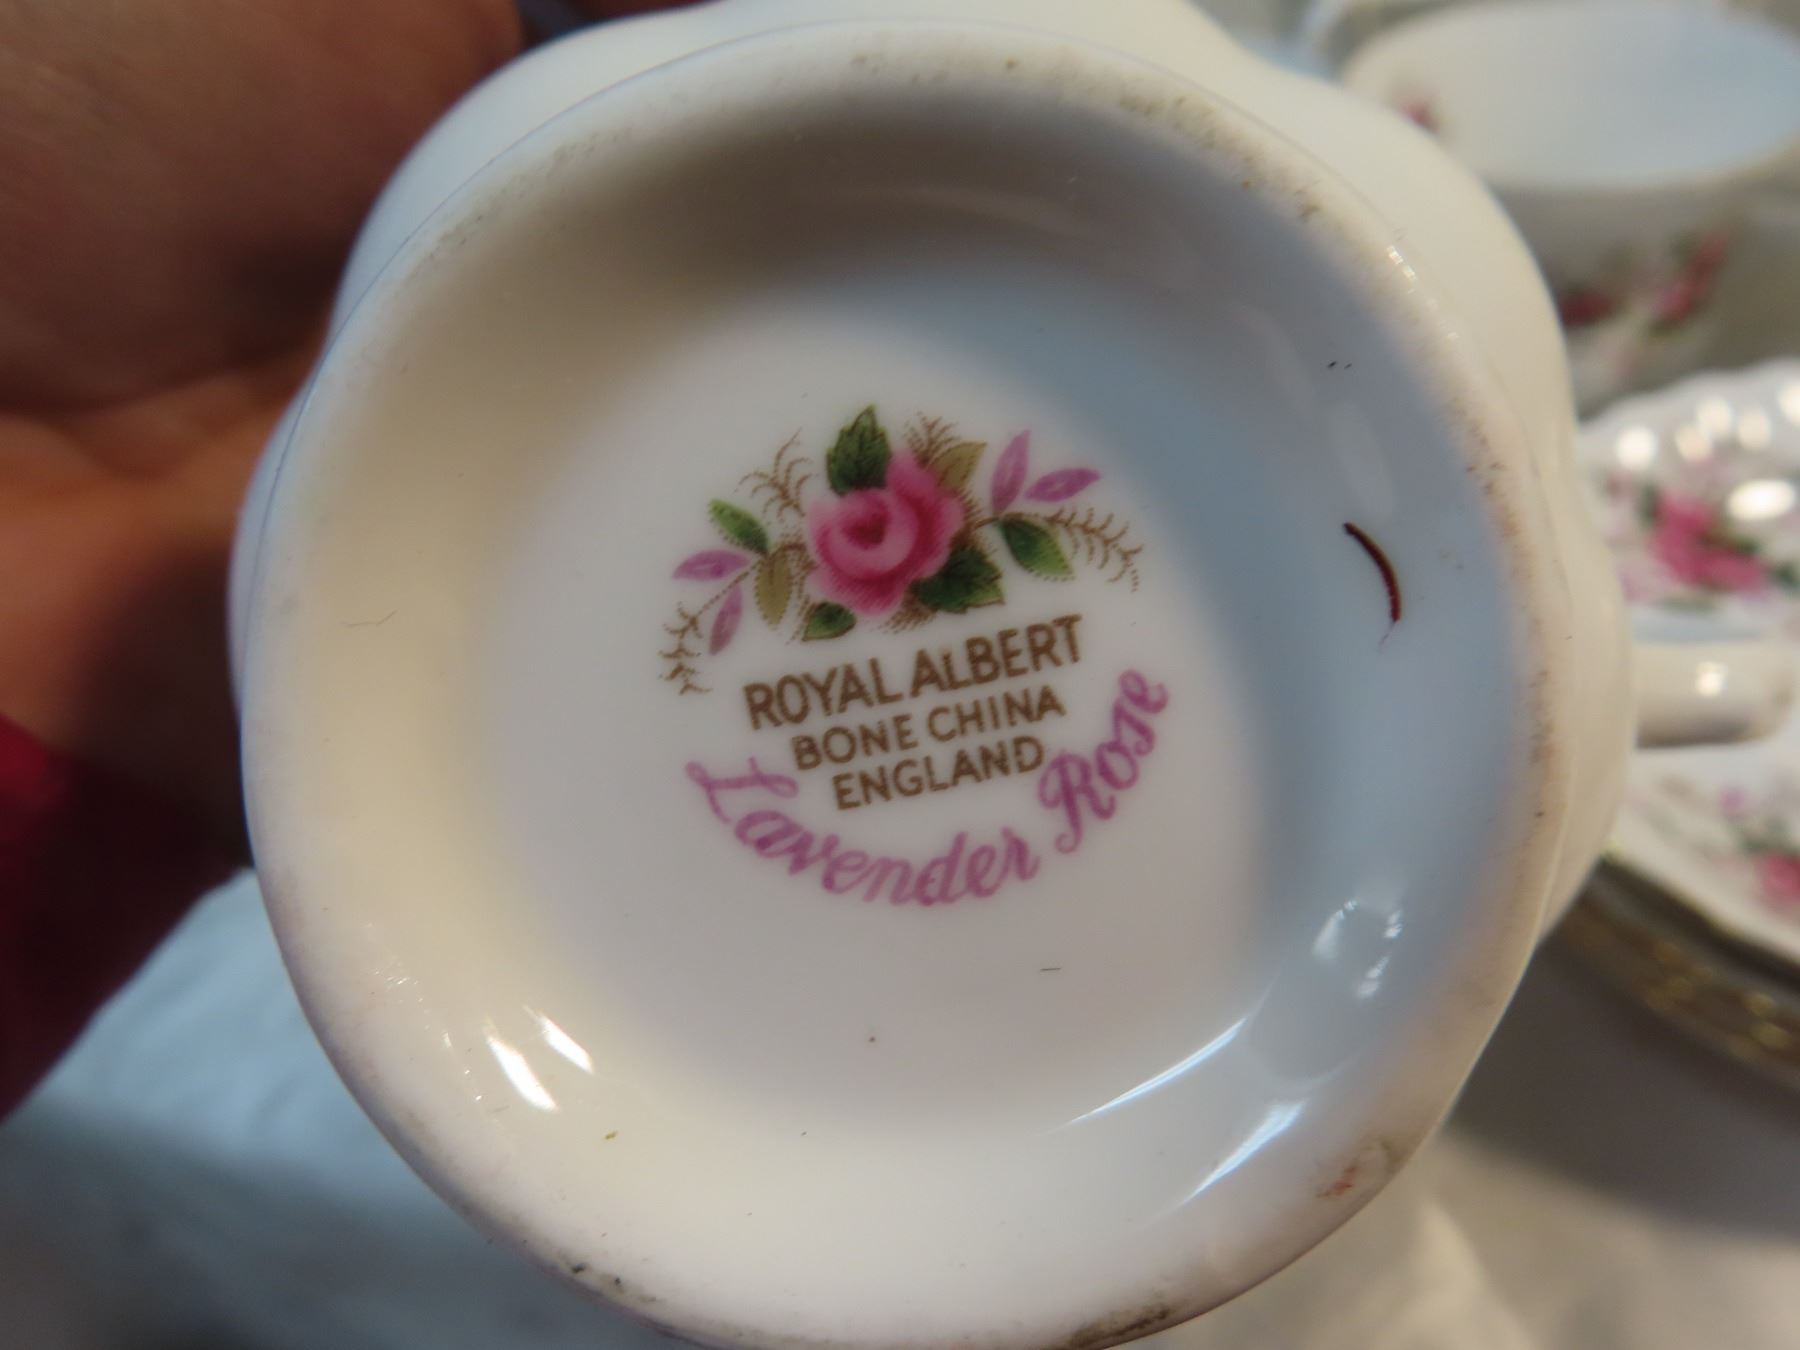 ROYAL ALBERT
BONE CHINA
ENGLAND
Lavender Rose